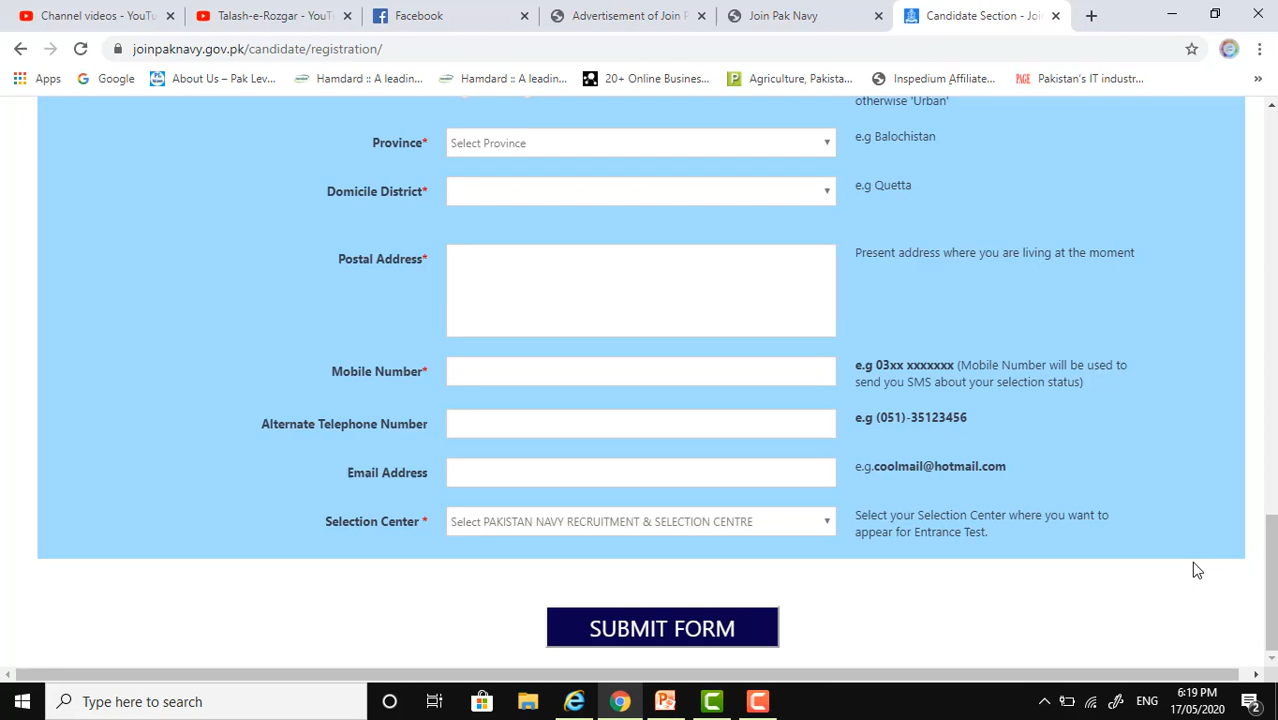 Channel videos - YouTu
Talash-e-Rozgar - YouTu
Facebook
Advertisement of Join P
Join Pak Navy
Candidate Section - Joi
joinpaknavy.gov.pk/candidate/registration/
Apps
Google
About Us – Pak Lev...
Hamdard :: A leadin...
Hamdard :: A leadin...
20+ Online Busines...
Agriculture, Pakista...
Inspedium Affiliate...
Pakistan's IT industr...
otherwise 'Urban'
Province*
Select Province
e.g Balochistan
Domicile District*
e.g Quetta
Postal Address*
Present address where you are living at the moment
Mobile Number*
e.g 03xx xxxxxxx (Mobile Number will be used to
send you SMS about your selection status)
Alternate Telephone Number
e.g (051)-35123456
Email Address
e.g.coolmail@hotmail.com
Selection Center *
Select PAKISTAN NAVY RECRUITMENT & SELECTION CENTRE
Select your Selection Center where you want to
appear for Entrance Test.
SUBMIT FORM
Type here to search
ENG
6:19 PM
17/05/2020
2